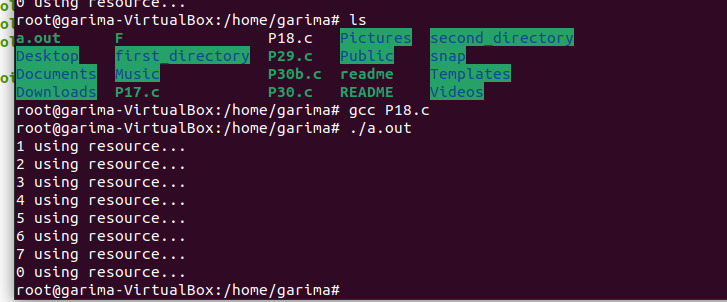 0 using resource...
root@garima-VirtualBox:/home/garima# ls
a.out F P18.c Pictures second_directory
Desktop first_directory P29.c Public snap
Documents Music P30b.c readme Templates
Downloads P17.c P30.c README Videos
root@garima-VirtualBox:/home/garima# gcc P18.c
root@garima-VirtualBox:/home/garima# ./a.out
1 using resource...
2 using resource...
3 using resource...
4 using resource...
5 using resource...
6 using resource...
7 using resource...
0 using resource...
root@garima-VirtualBox:/home/garima#